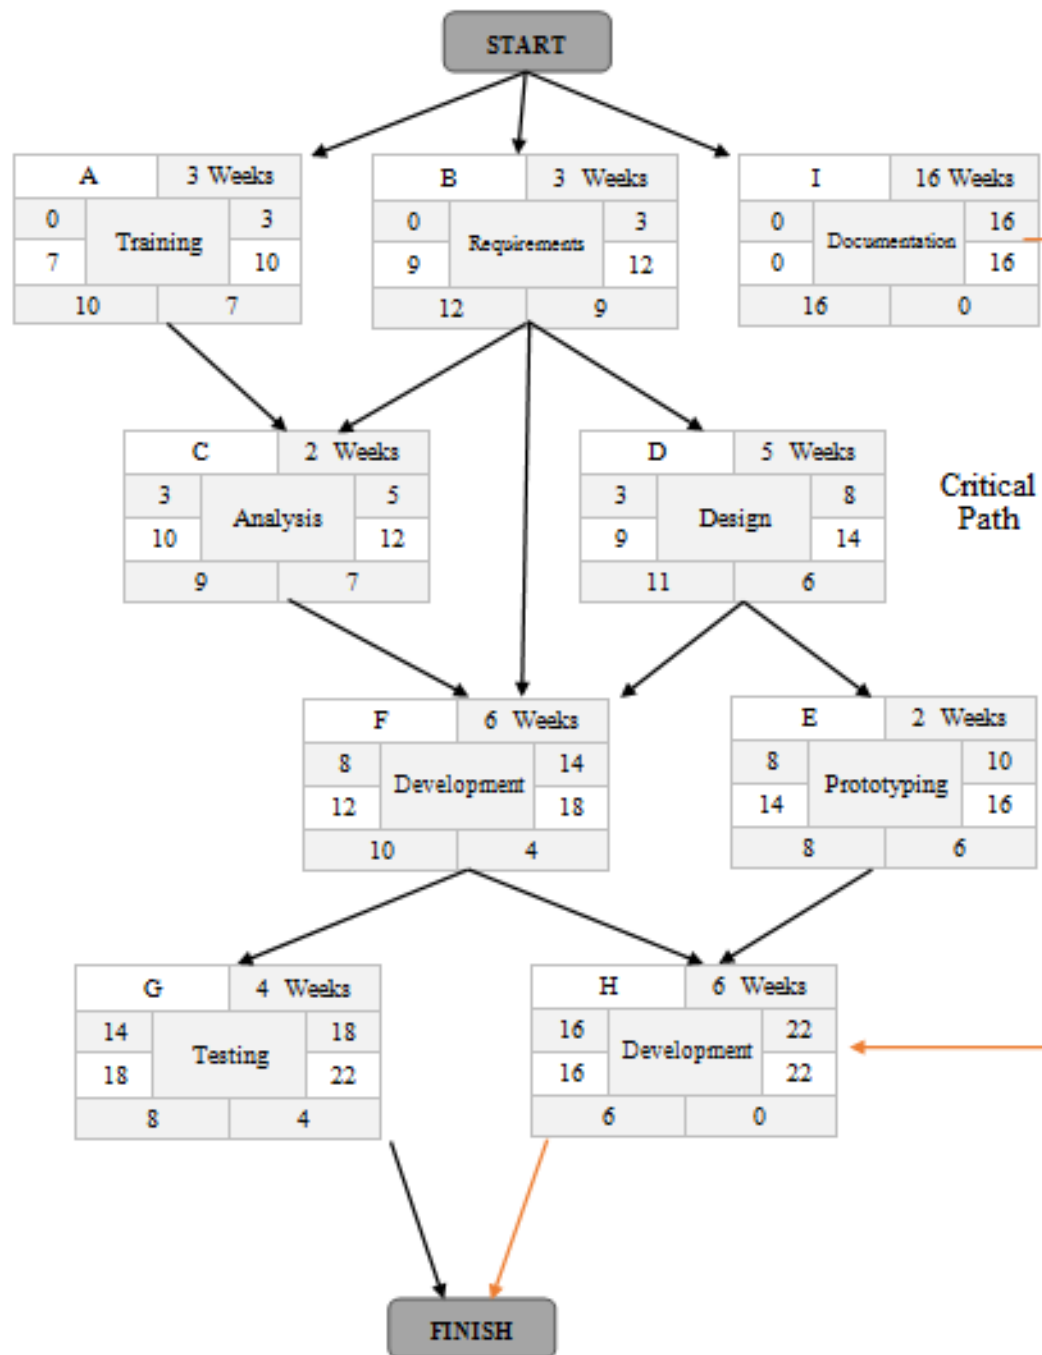 START
A 3 Weeks
B 3 Weeks
I 16 Weeks
0 Training 3
7 10
10 7
0 Requirements 3
9 12
12 9
0 Documentation 16
0 16
16 0
C 2 Weeks
3 Analysis 5
10 12
9 7
D 5 Weeks
3 Design 8
9 14
11 6
Critical
Path
F 6 Weeks
8 Development 14
12 18
10 4
E 2 Weeks
8 Prototyping 10
14 16
8 6
G 4 Weeks
14 Testing 18
18 22
8 4
H 6 Weeks
16 Development 22
16 22
6 0
FINISH